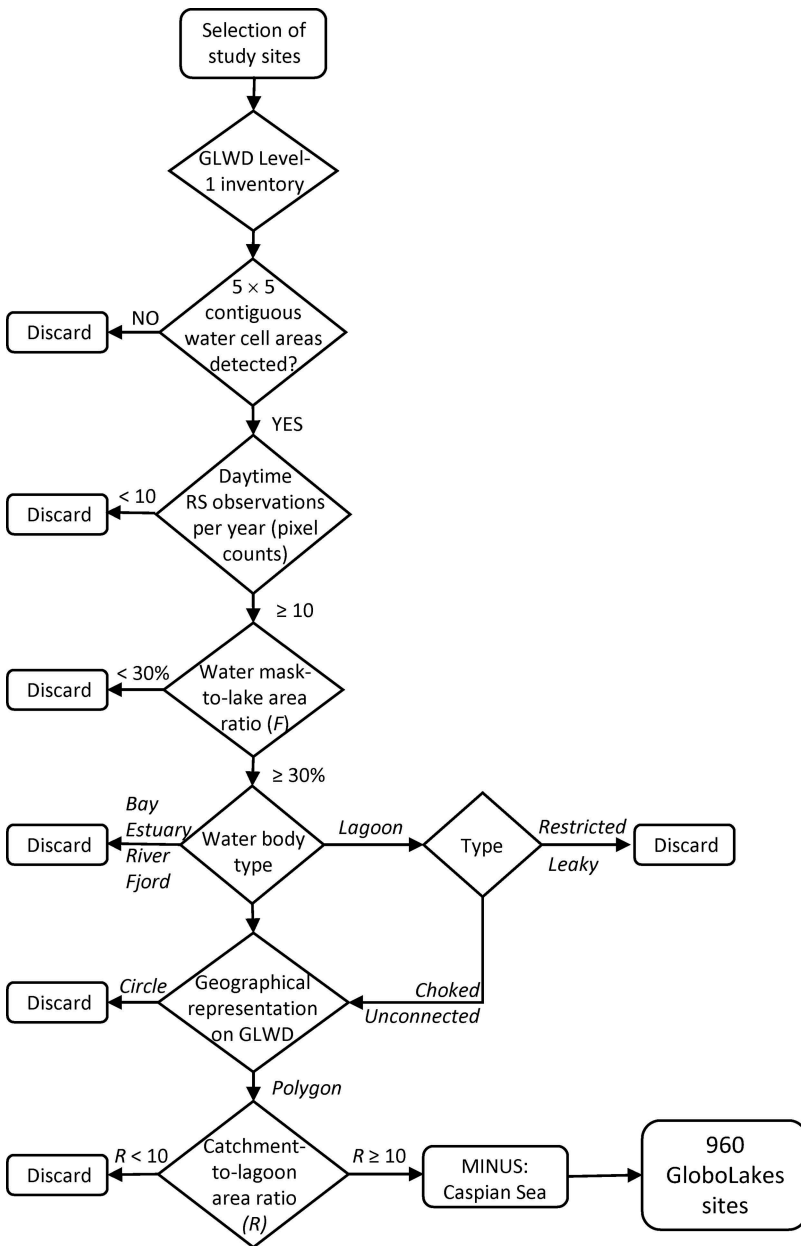 Selection of
study sites
GLWD Level-
1 inventory
5 × 5
contiguous
water cell areas
detected?
NO
Discard
YES
Daytime
RS observations
per year (pixel
counts)
< 10
Discard
≥ 10
Water mask-
to-lake area
ratio (F)
< 30%
Discard
≥ 30%
Water body
type
Bay
Estuary
River
Fjord
Discard
Lagoon
Type
Restricted
Leaky
Discard
Choked
Unconnected
Geographical
representation
on GLWD
Circle
Discard
Polygon
Catchment-
to-lagoon
area ratio
(R)
R < 10
Discard
R ≥ 10
MINUS:
Caspian Sea
960
GloboLakes
sites